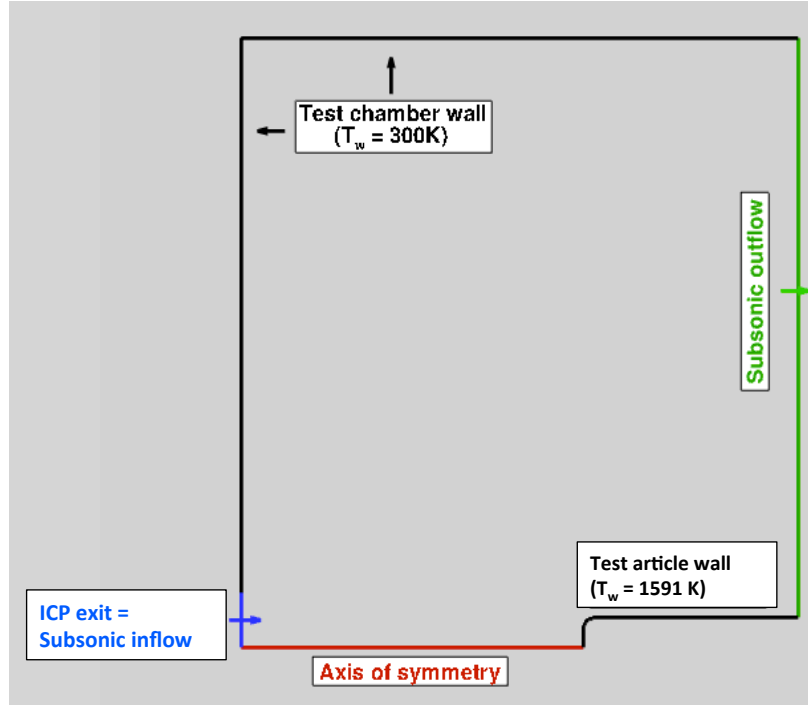 Test chamber wall
(Tw = 300K)
Subsonic outflow
Test article wall
(Tw = 1591 K)
ICP exit =
Subsonic inflow
Axis of symmetry